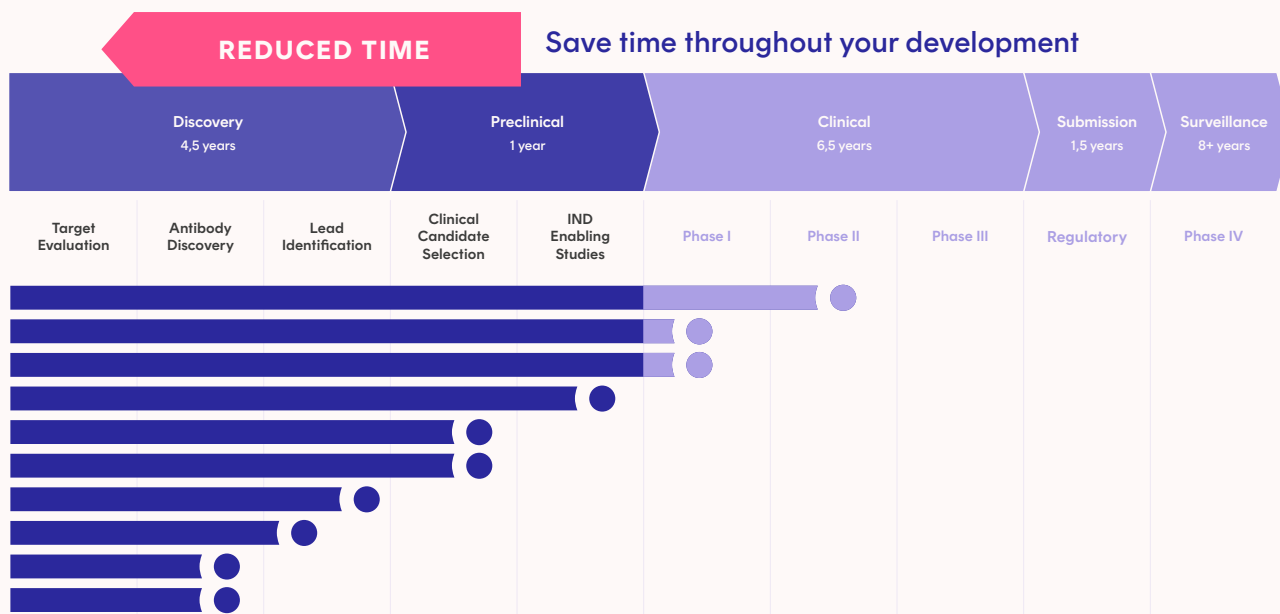 REDUCED TIME
Save time throughout your development
Discovery
4,5 years
Preclinical
1 year
Clinical
6,5 years
Submission
1,5 years
Surveillance
8+ years
Target
Evaluation
Antibody
Discovery
Lead
Identification
Clinical
Candidate
Selection
IND
Enabling
Studies
Phase I
Phase II
Phase III
Regulatory
Phase IV